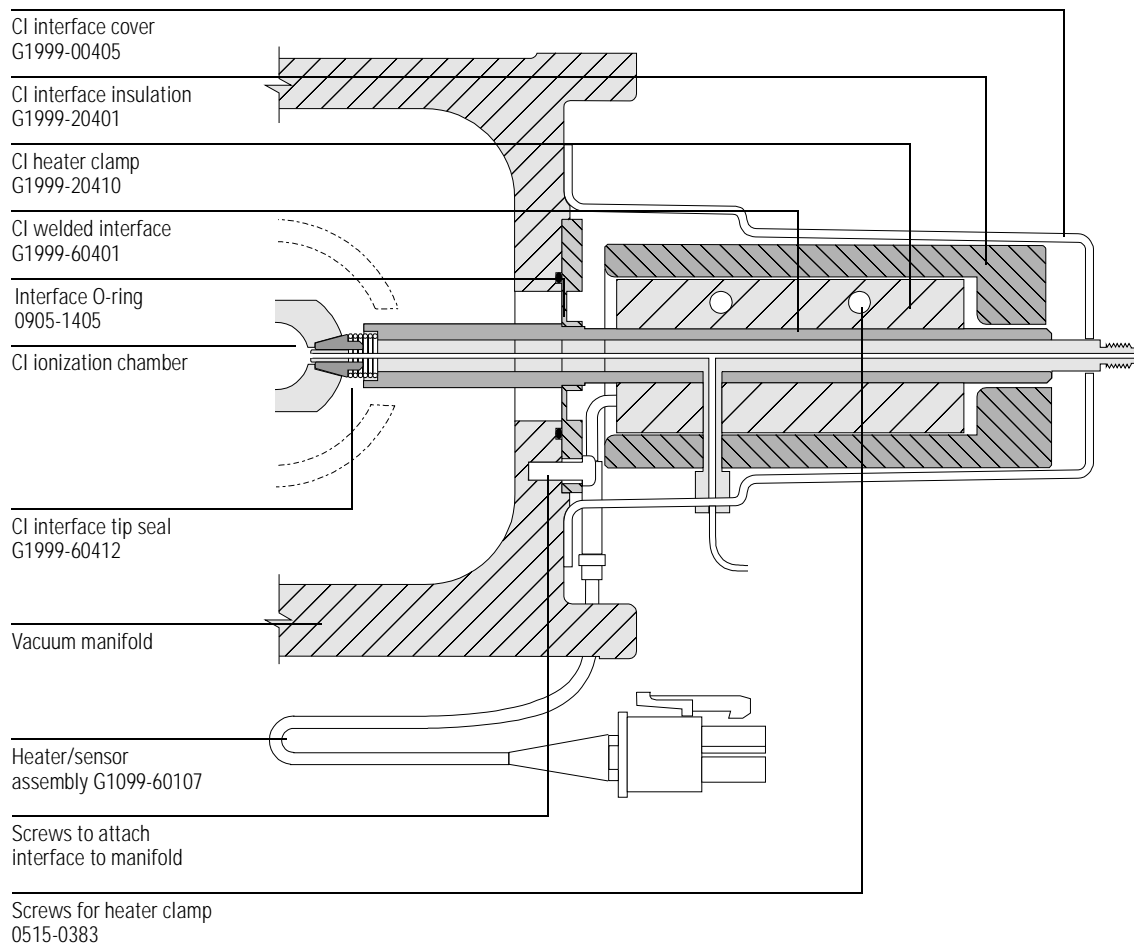 CI interface cover
G1999-00405
CI interface insulation
G1999-20401
CI heater clamp
G1999-20410
CI welded interface
G1999-60401
Interface O-ring
0905-1405
CI ionization chamber
CI interface tip seal
G1999-60412
Vacuum manifold
Heater/sensor
assembly G1099-60107
Screws to attach
interface to manifold
Screws for heater clamp
0515-0383